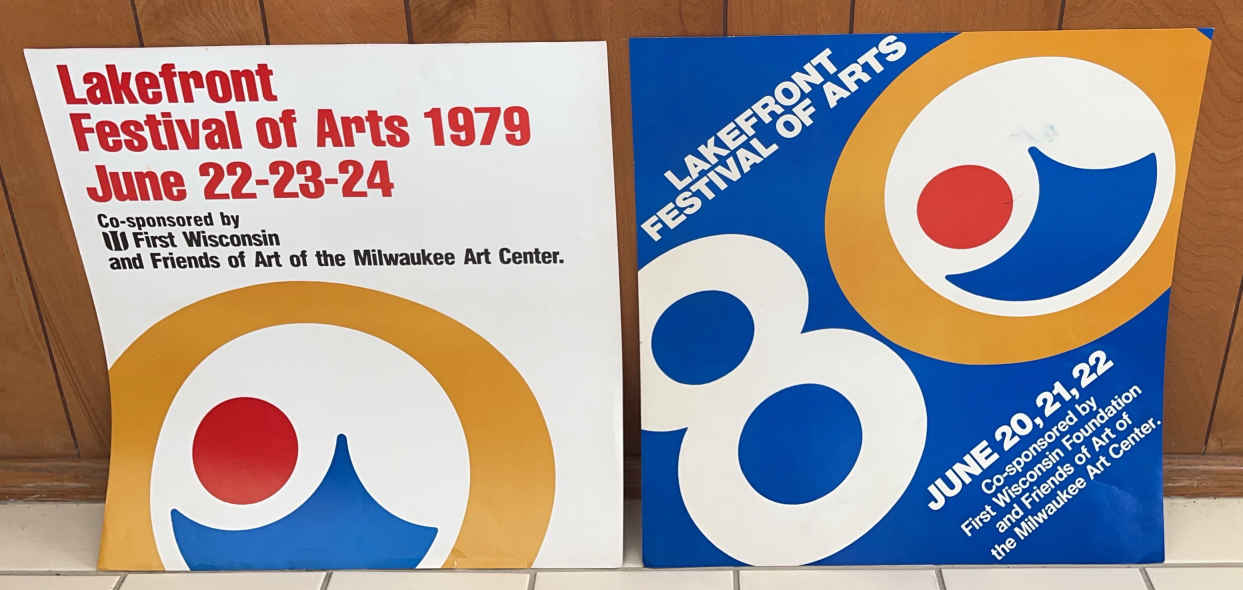 Lakefront
Festival of Arts 1979
June 22-23-24
Co-sponsored by
First Wisconsin
and Friends of Art of the Milwaukee Art Center.
LAKEFRONT
FESTIVAL OF ARTS
80
JUNE 20, 21, 22
Co-sponsored by
First Wisconsin Foundation
and Friends of Art of
the Milwaukee Art Center.